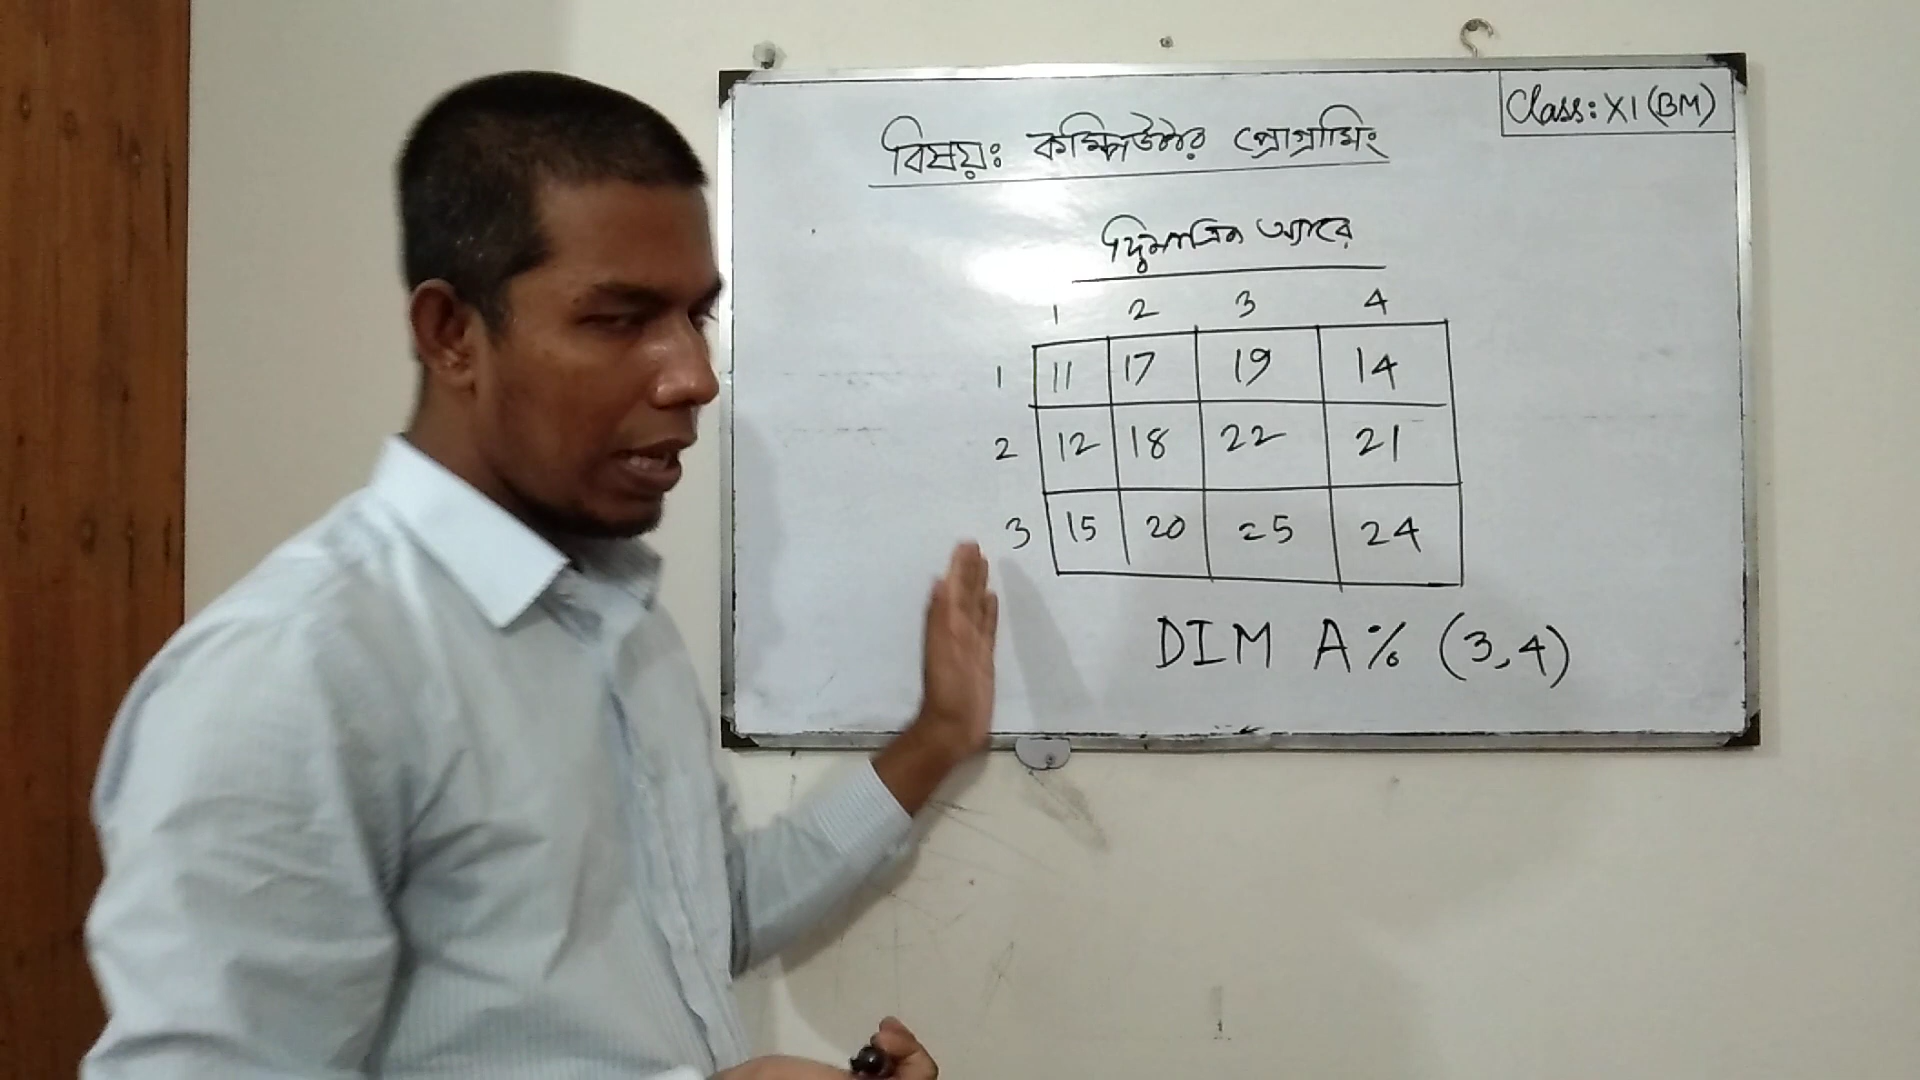 Class: XI (BM)
বিষয়ঃ কম্পিউটার প্রোগ্রামিং
দ্বিমাত্রিক অ্যারে
1 2 3 4
1 11 17 19 14
2 12 18 22 21
3 15 20 25 24
DIM A% (3,4)